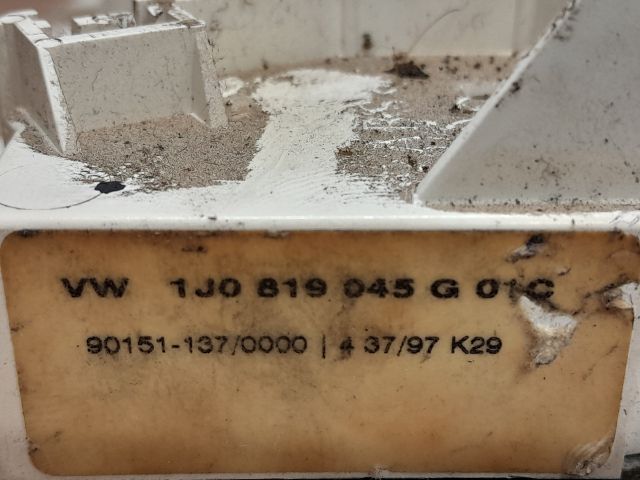 VW 1J0 819 045 G 01C
90151-137/0000 | 4 37/97 K29